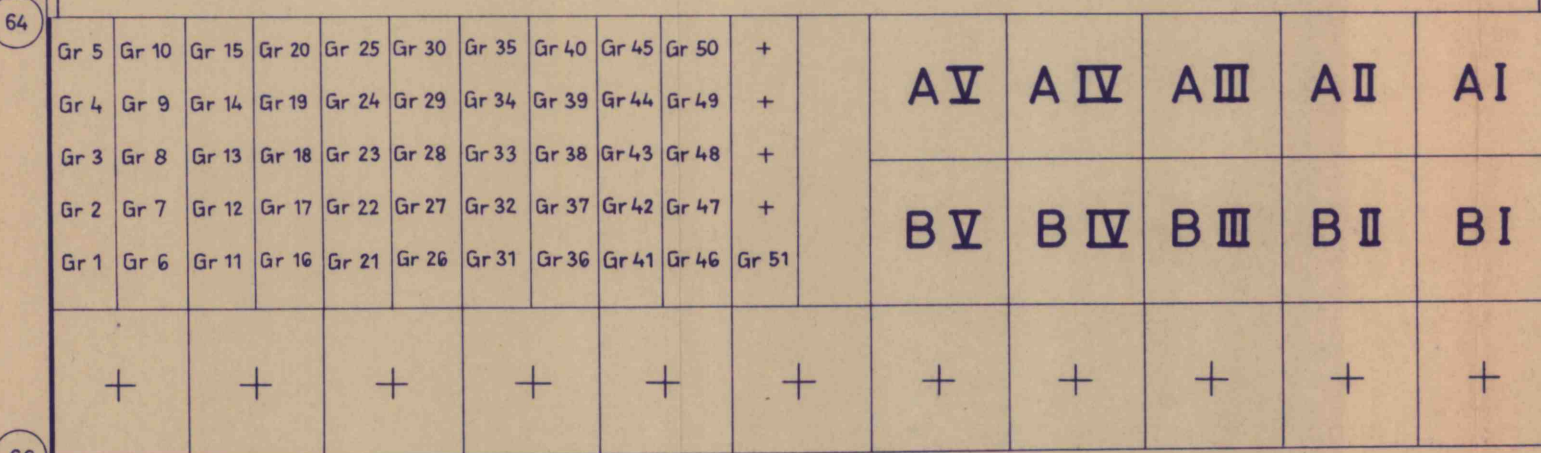 64
Gr 5 Gr 10 Gr 15 Gr 20 Gr 25 Gr 30 Gr 35 Gr 40 Gr 45 Gr 50 + A V A IV A III A II A I
Gr 4 Gr 9 Gr 14 Gr 19 Gr 24 Gr 29 Gr 34 Gr 39 Gr 44 Gr 49 +
Gr 3 Gr 8 Gr 13 Gr 18 Gr 23 Gr 28 Gr 33 Gr 38 Gr 43 Gr 48 +
Gr 2 Gr 7 Gr 12 Gr 17 Gr 22 Gr 27 Gr 32 Gr 37 Gr 42 Gr 47 + B V B IV B III B II B I
Gr 1 Gr 6 Gr 11 Gr 16 Gr 21 Gr 26 Gr 31 Gr 36 Gr 41 Gr 46 Gr 51
+ + + + + + + + + + +